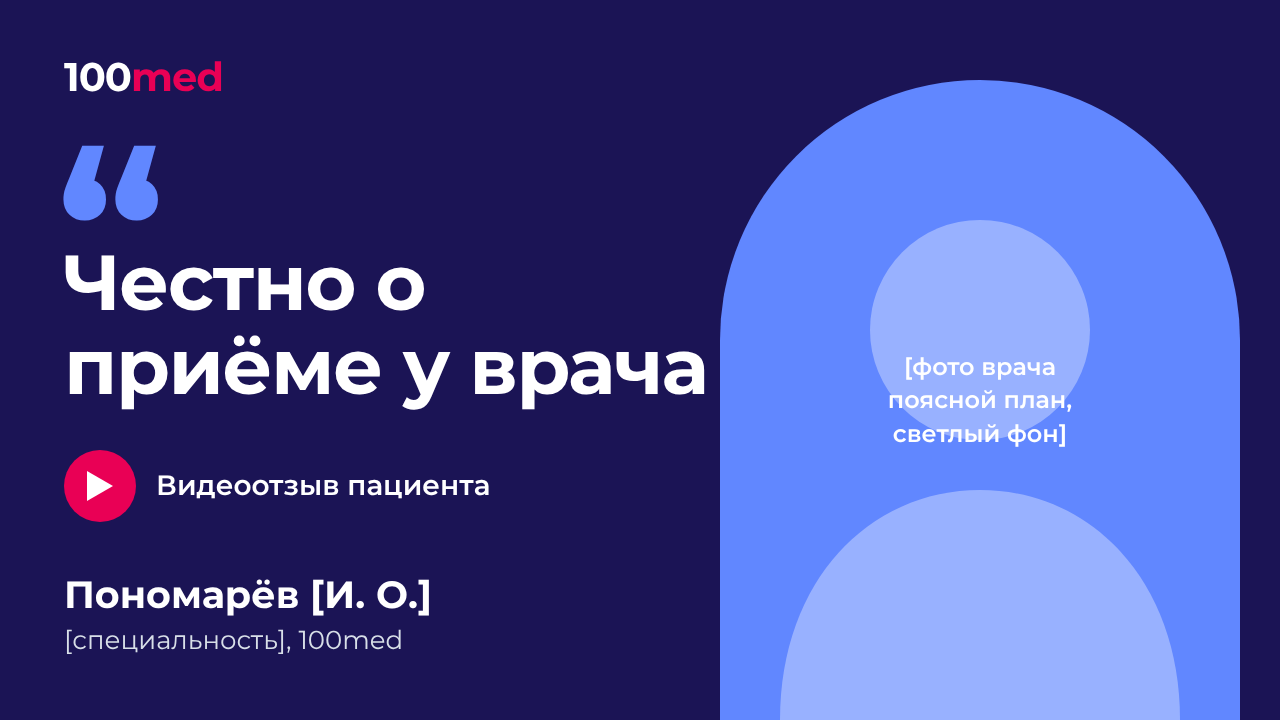 100med
“
Честно о
приёме у врача
Видеоотзыв пациента
Пономарёв [И. О.]
[специальность], 100med
[фото врача
поясной план,
светлый фон]